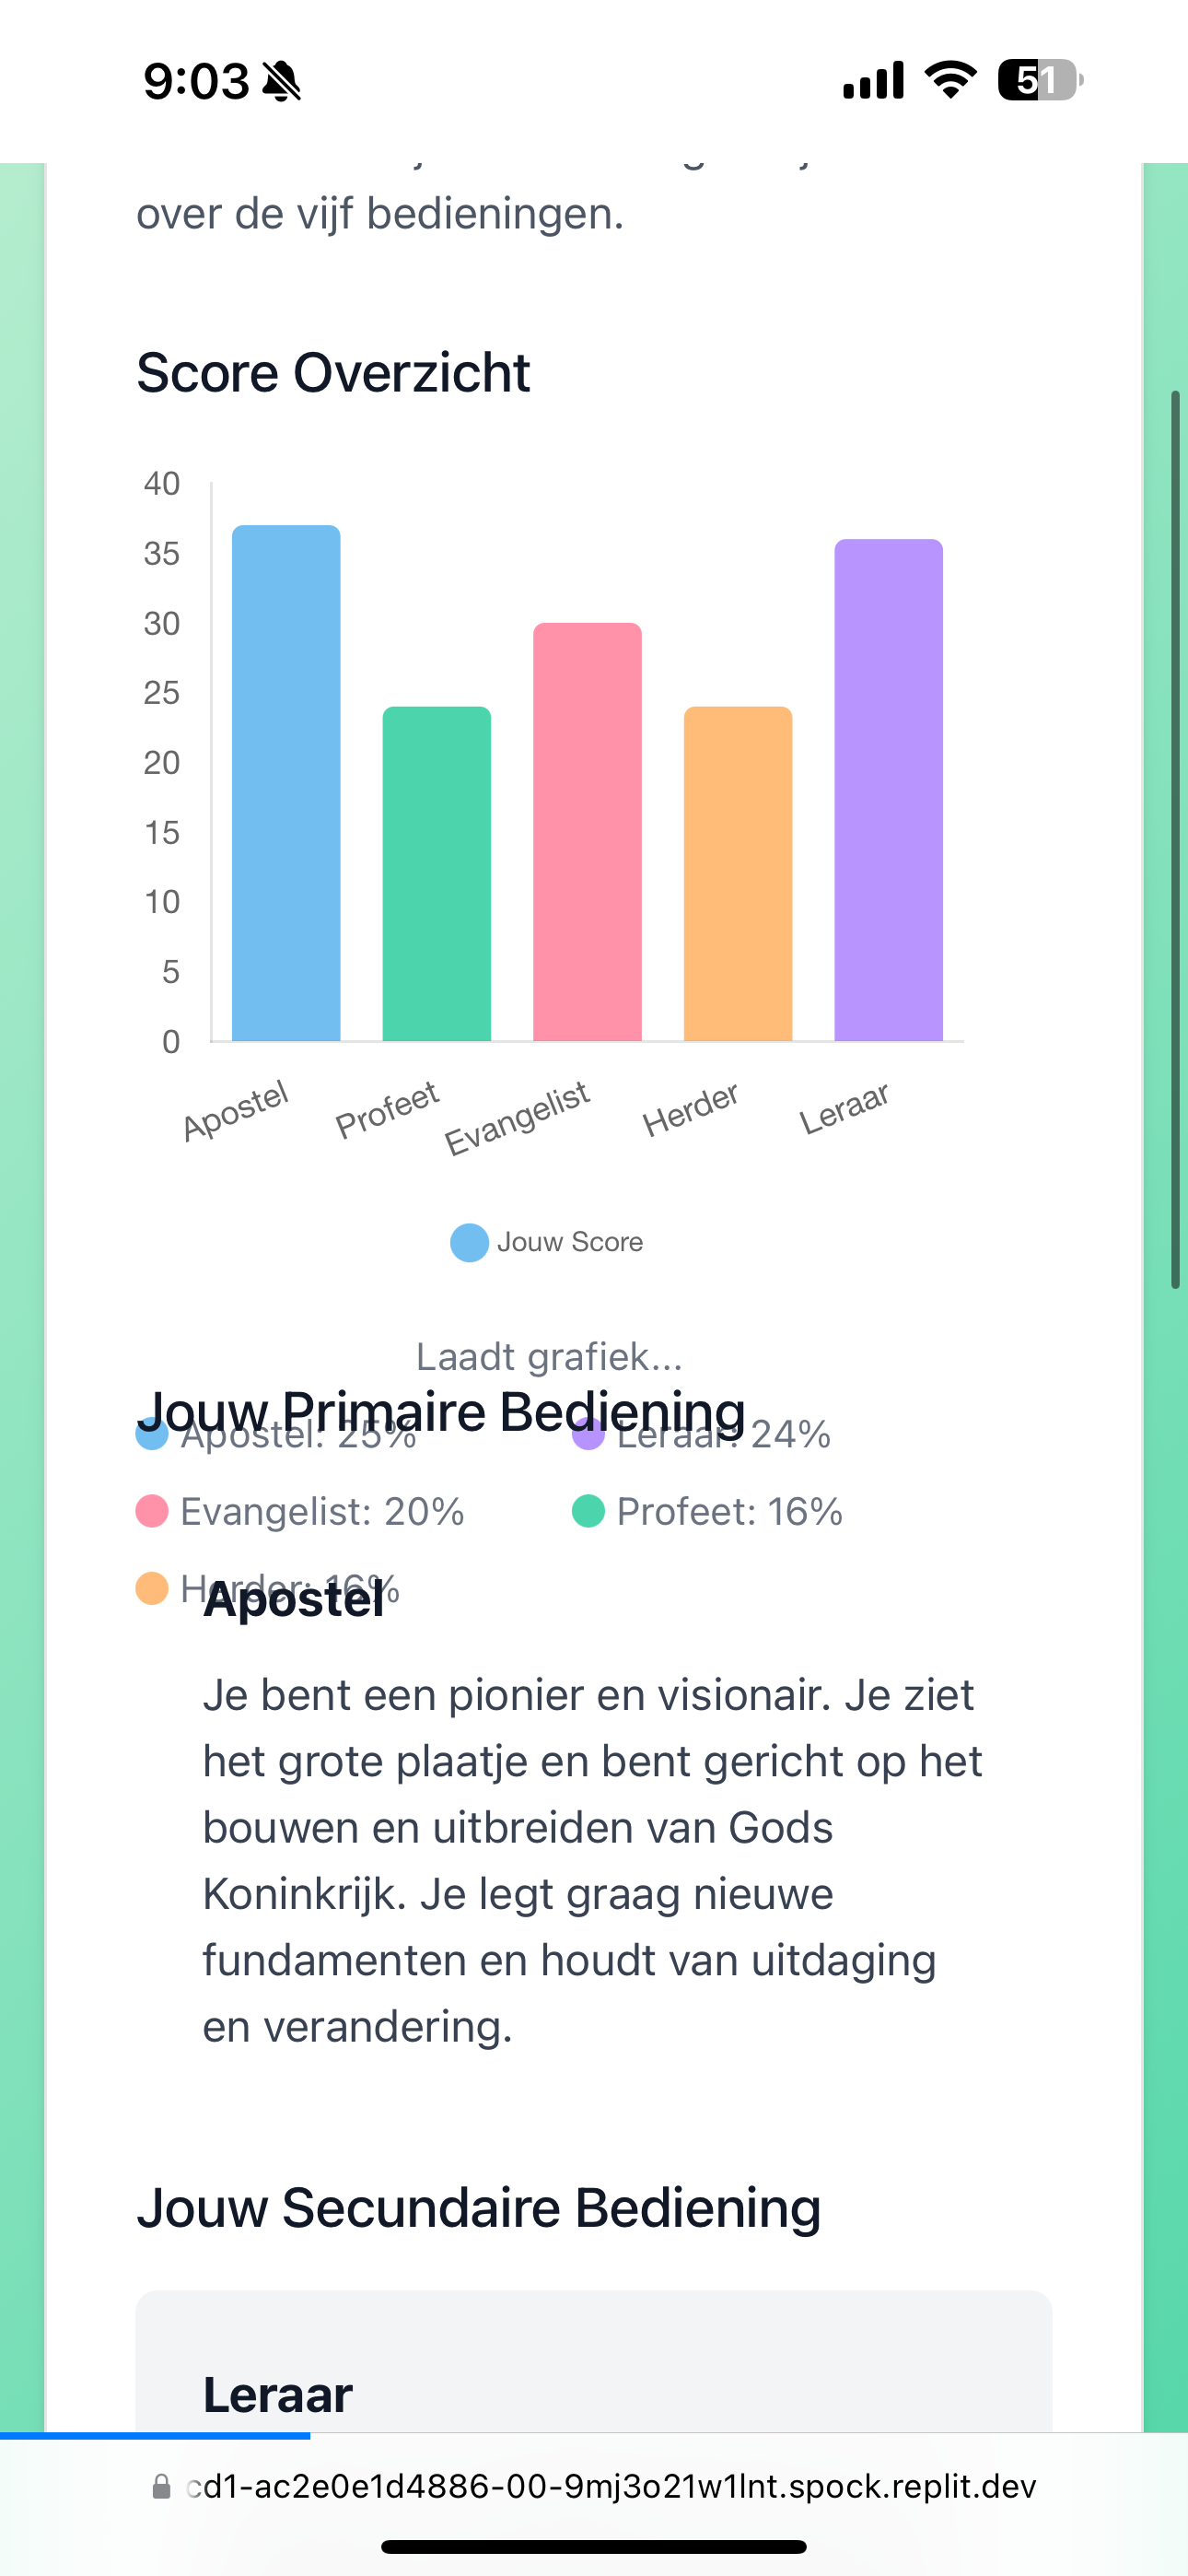 9:03
51
over de vijf bedieningen.
Score Overzicht
40
35
30
25
20
15
10
5
0
Apostel
Profeet
Evangelist
Herder
Leraar
Jouw Score
Laadt grafiek...
Jouw Primaire Bediening
Apostel: 25%
Leraar: 24%
Evangelist: 20%
Profeet: 16%
Herder: 16%
Apostel
Je bent een pionier en visionair. Je ziet
het grote plaatje en bent gericht op het
bouwen en uitbreiden van Gods
Koninkrijk. Je legt graag nieuwe
fundamenten en houdt van uitdaging
en verandering.
Jouw Secundaire Bediening
Leraar
cd1-ac2e0e1d4886-00-9mj3o21w1lnt.spock.replit.dev